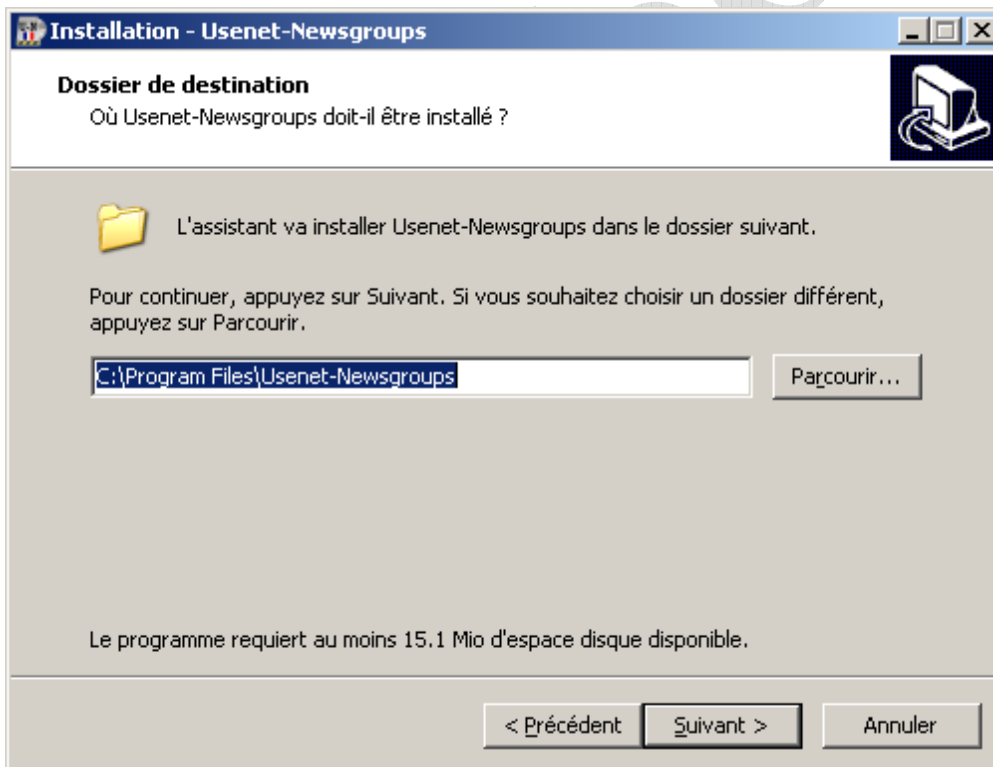 Installation - Usenet-Newsgroups
Dossier de destination
Où Usenet-Newsgroups doit-il être installé ?
L'assistant va installer Usenet-Newsgroups dans le dossier suivant.
Pour continuer, appuyez sur Suivant. Si vous souhaitez choisir un dossier différent,
appuyez sur Parcourir.
C:\Program Files\Usenet-Newsgroups
Parcourir...
Le programme requiert au moins 15.1 Mio d'espace disque disponible.
< Précédent
Suivant >
Annuler